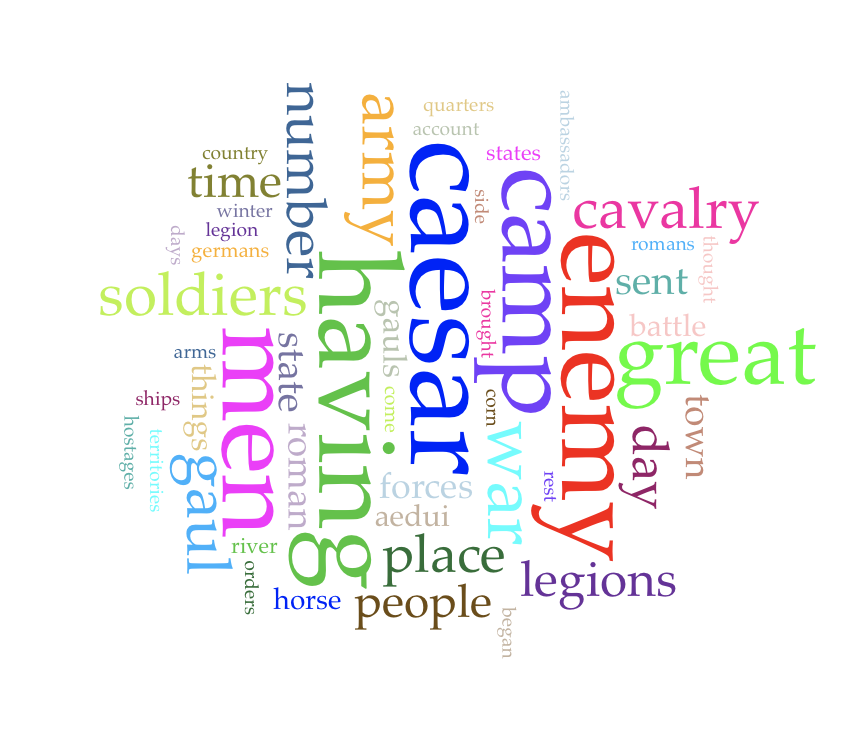 number
army
quarters
account
ambassadors
country
time
caesar
states
camp
side
winter
legion
days
germans
cavalry
enemy
romans
thought
sent
soldiers
having
gauls
brought
battle
great
men
state
arms
things
ships
come
corn
town
hostages
territories
gaul
roman
war
day
forces
rest
aedui
river
orders
place
horse
people
legions
began